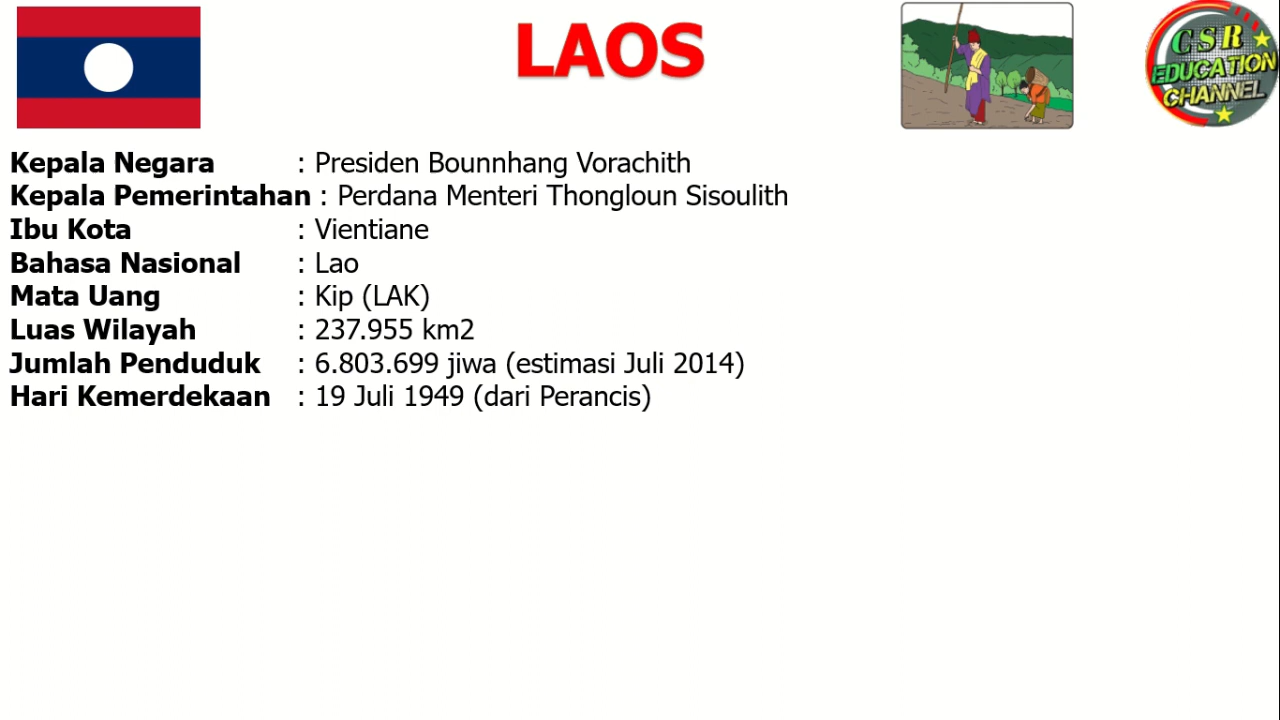 LAOS
CSR
EDUCATION
CHANNEL
Kepala Negara : Presiden Bounnhang Vorachith
Kepala Pemerintahan : Perdana Menteri Thongloun Sisoulith
Ibu Kota : Vientiane
Bahasa Nasional : Lao
Mata Uang : Kip (LAK)
Luas Wilayah : 237.955 km2
Jumlah Penduduk : 6.803.699 jiwa (estimasi Juli 2014)
Hari Kemerdekaan : 19 Juli 1949 (dari Perancis)